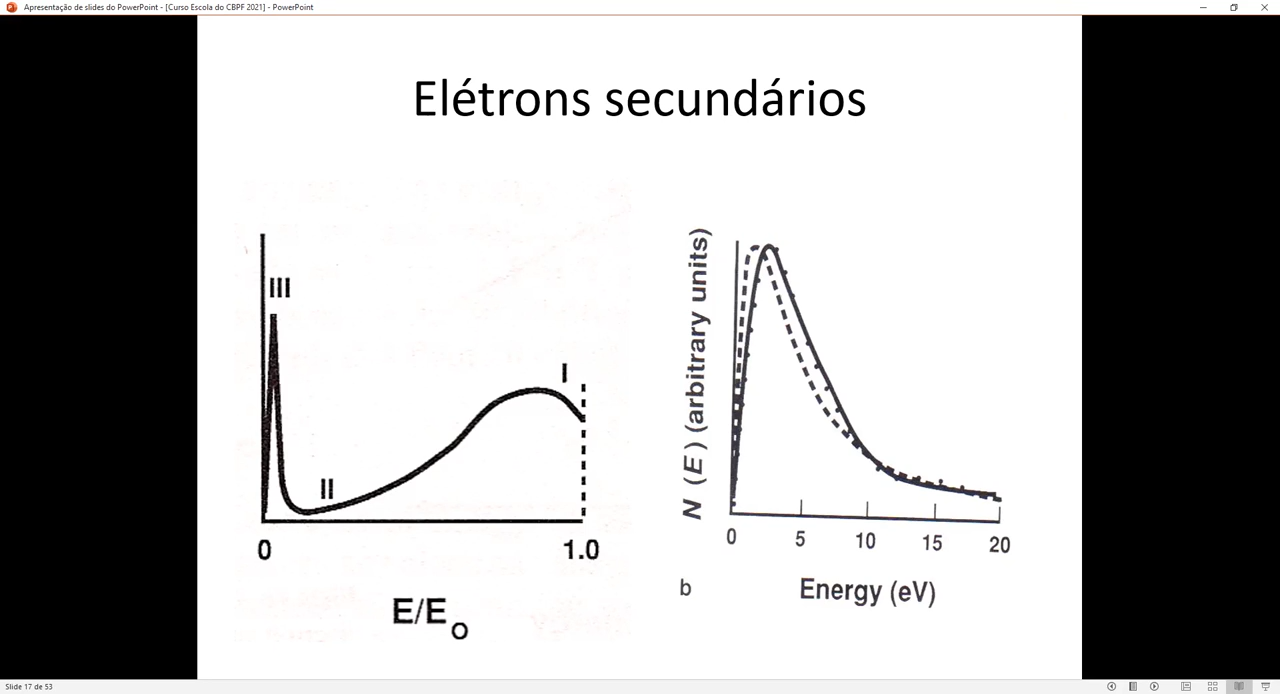 Apresentação de slides do PowerPoint - [Curso Escola do CBPF 2021] - PowerPoint
Elétrons secundários
III
II
I
0
1.0
E/Eo
N (E) (arbitrary units)
0 5 10 15 20
b
Energy (eV)
Slide 17 de 53